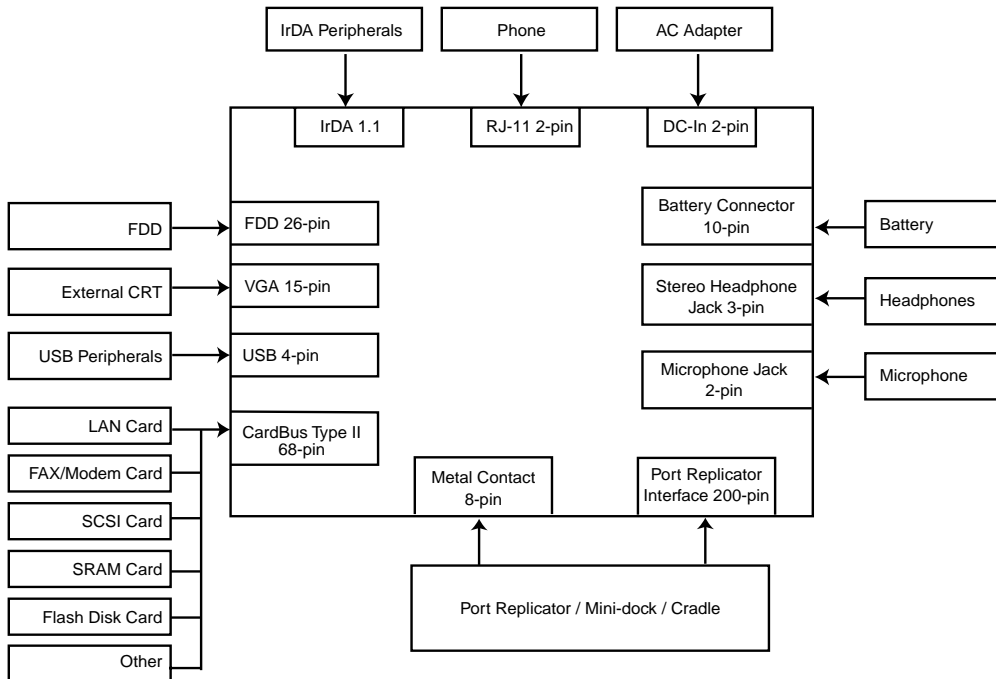 IrDA Peripherals
Phone
AC Adapter
IrDA 1.1
RJ-11 2-pin
DC-In 2-pin
FDD
FDD 26-pin
Battery Connector
10-pin
Battery
External CRT
VGA 15-pin
Stereo Headphone
Jack 3-pin
Headphones
USB Peripherals
USB 4-pin
Microphone Jack
2-pin
Microphone
LAN Card
CardBus Type II
68-pin
FAX/Modem Card
SCSI Card
SRAM Card
Flash Disk Card
Other
Metal Contact
8-pin
Port Replicator
Interface 200-pin
Port Replicator / Mini-dock / Cradle